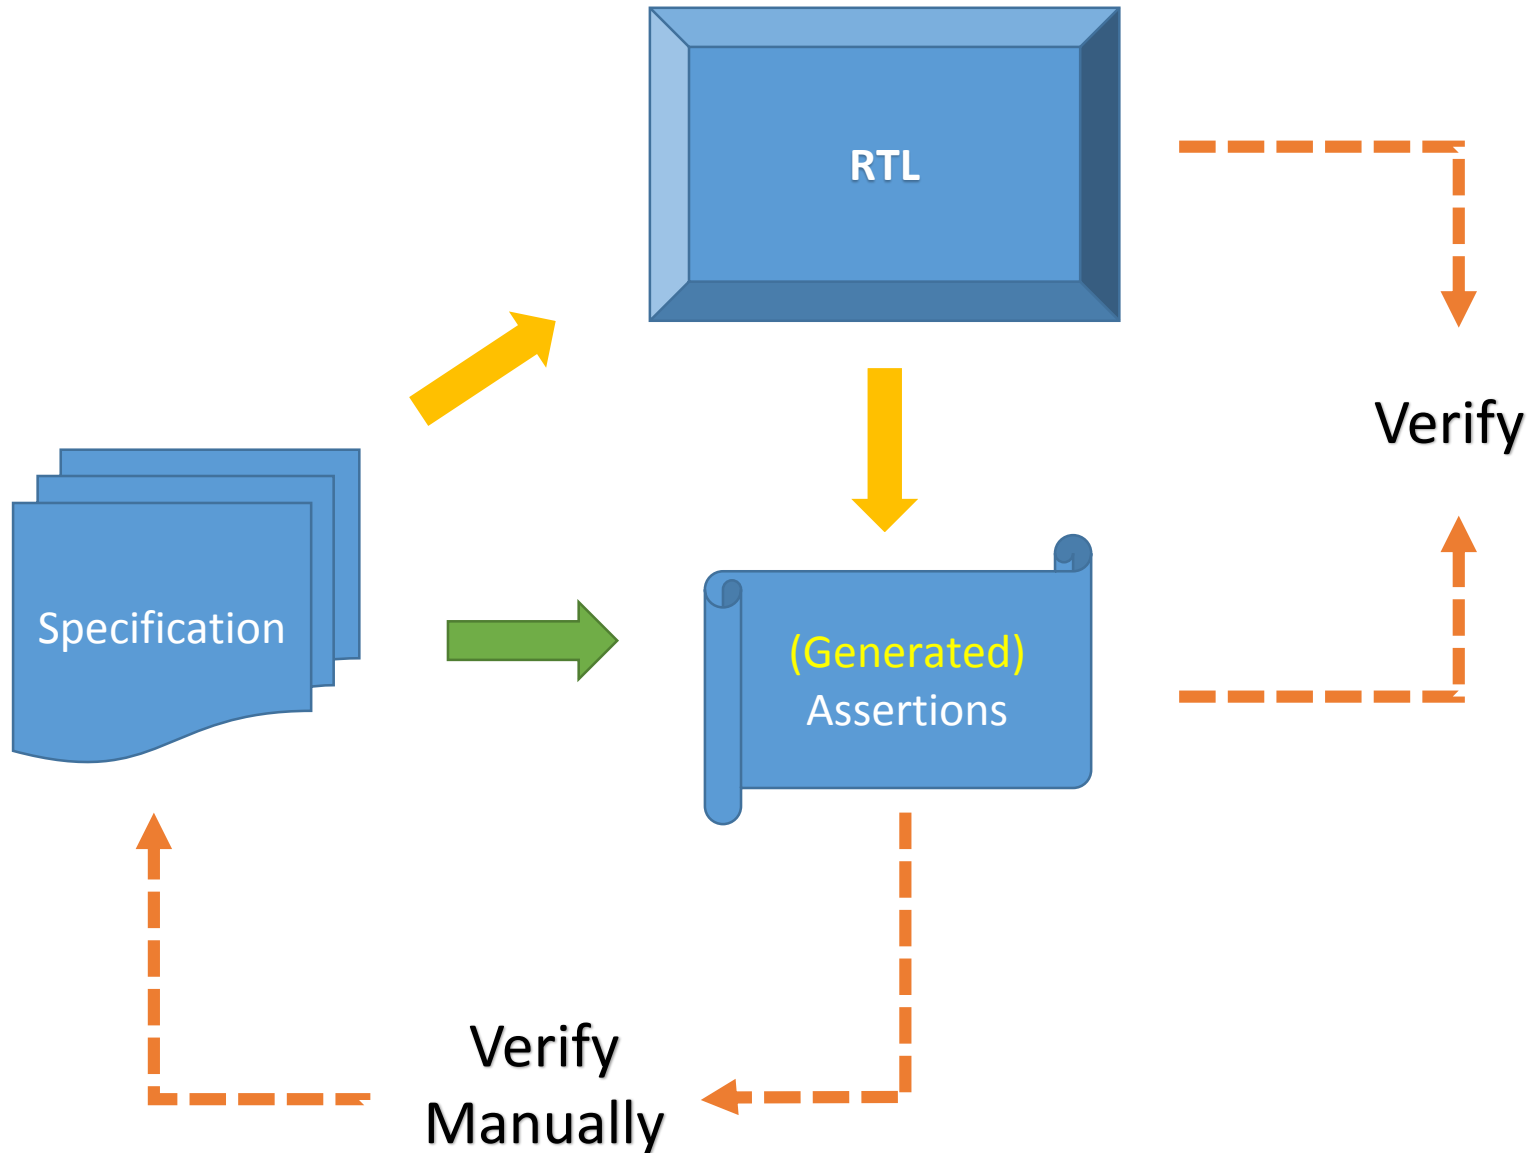 RTL
Verify
Specification
(Generated)
Assertions
Verify
Manually